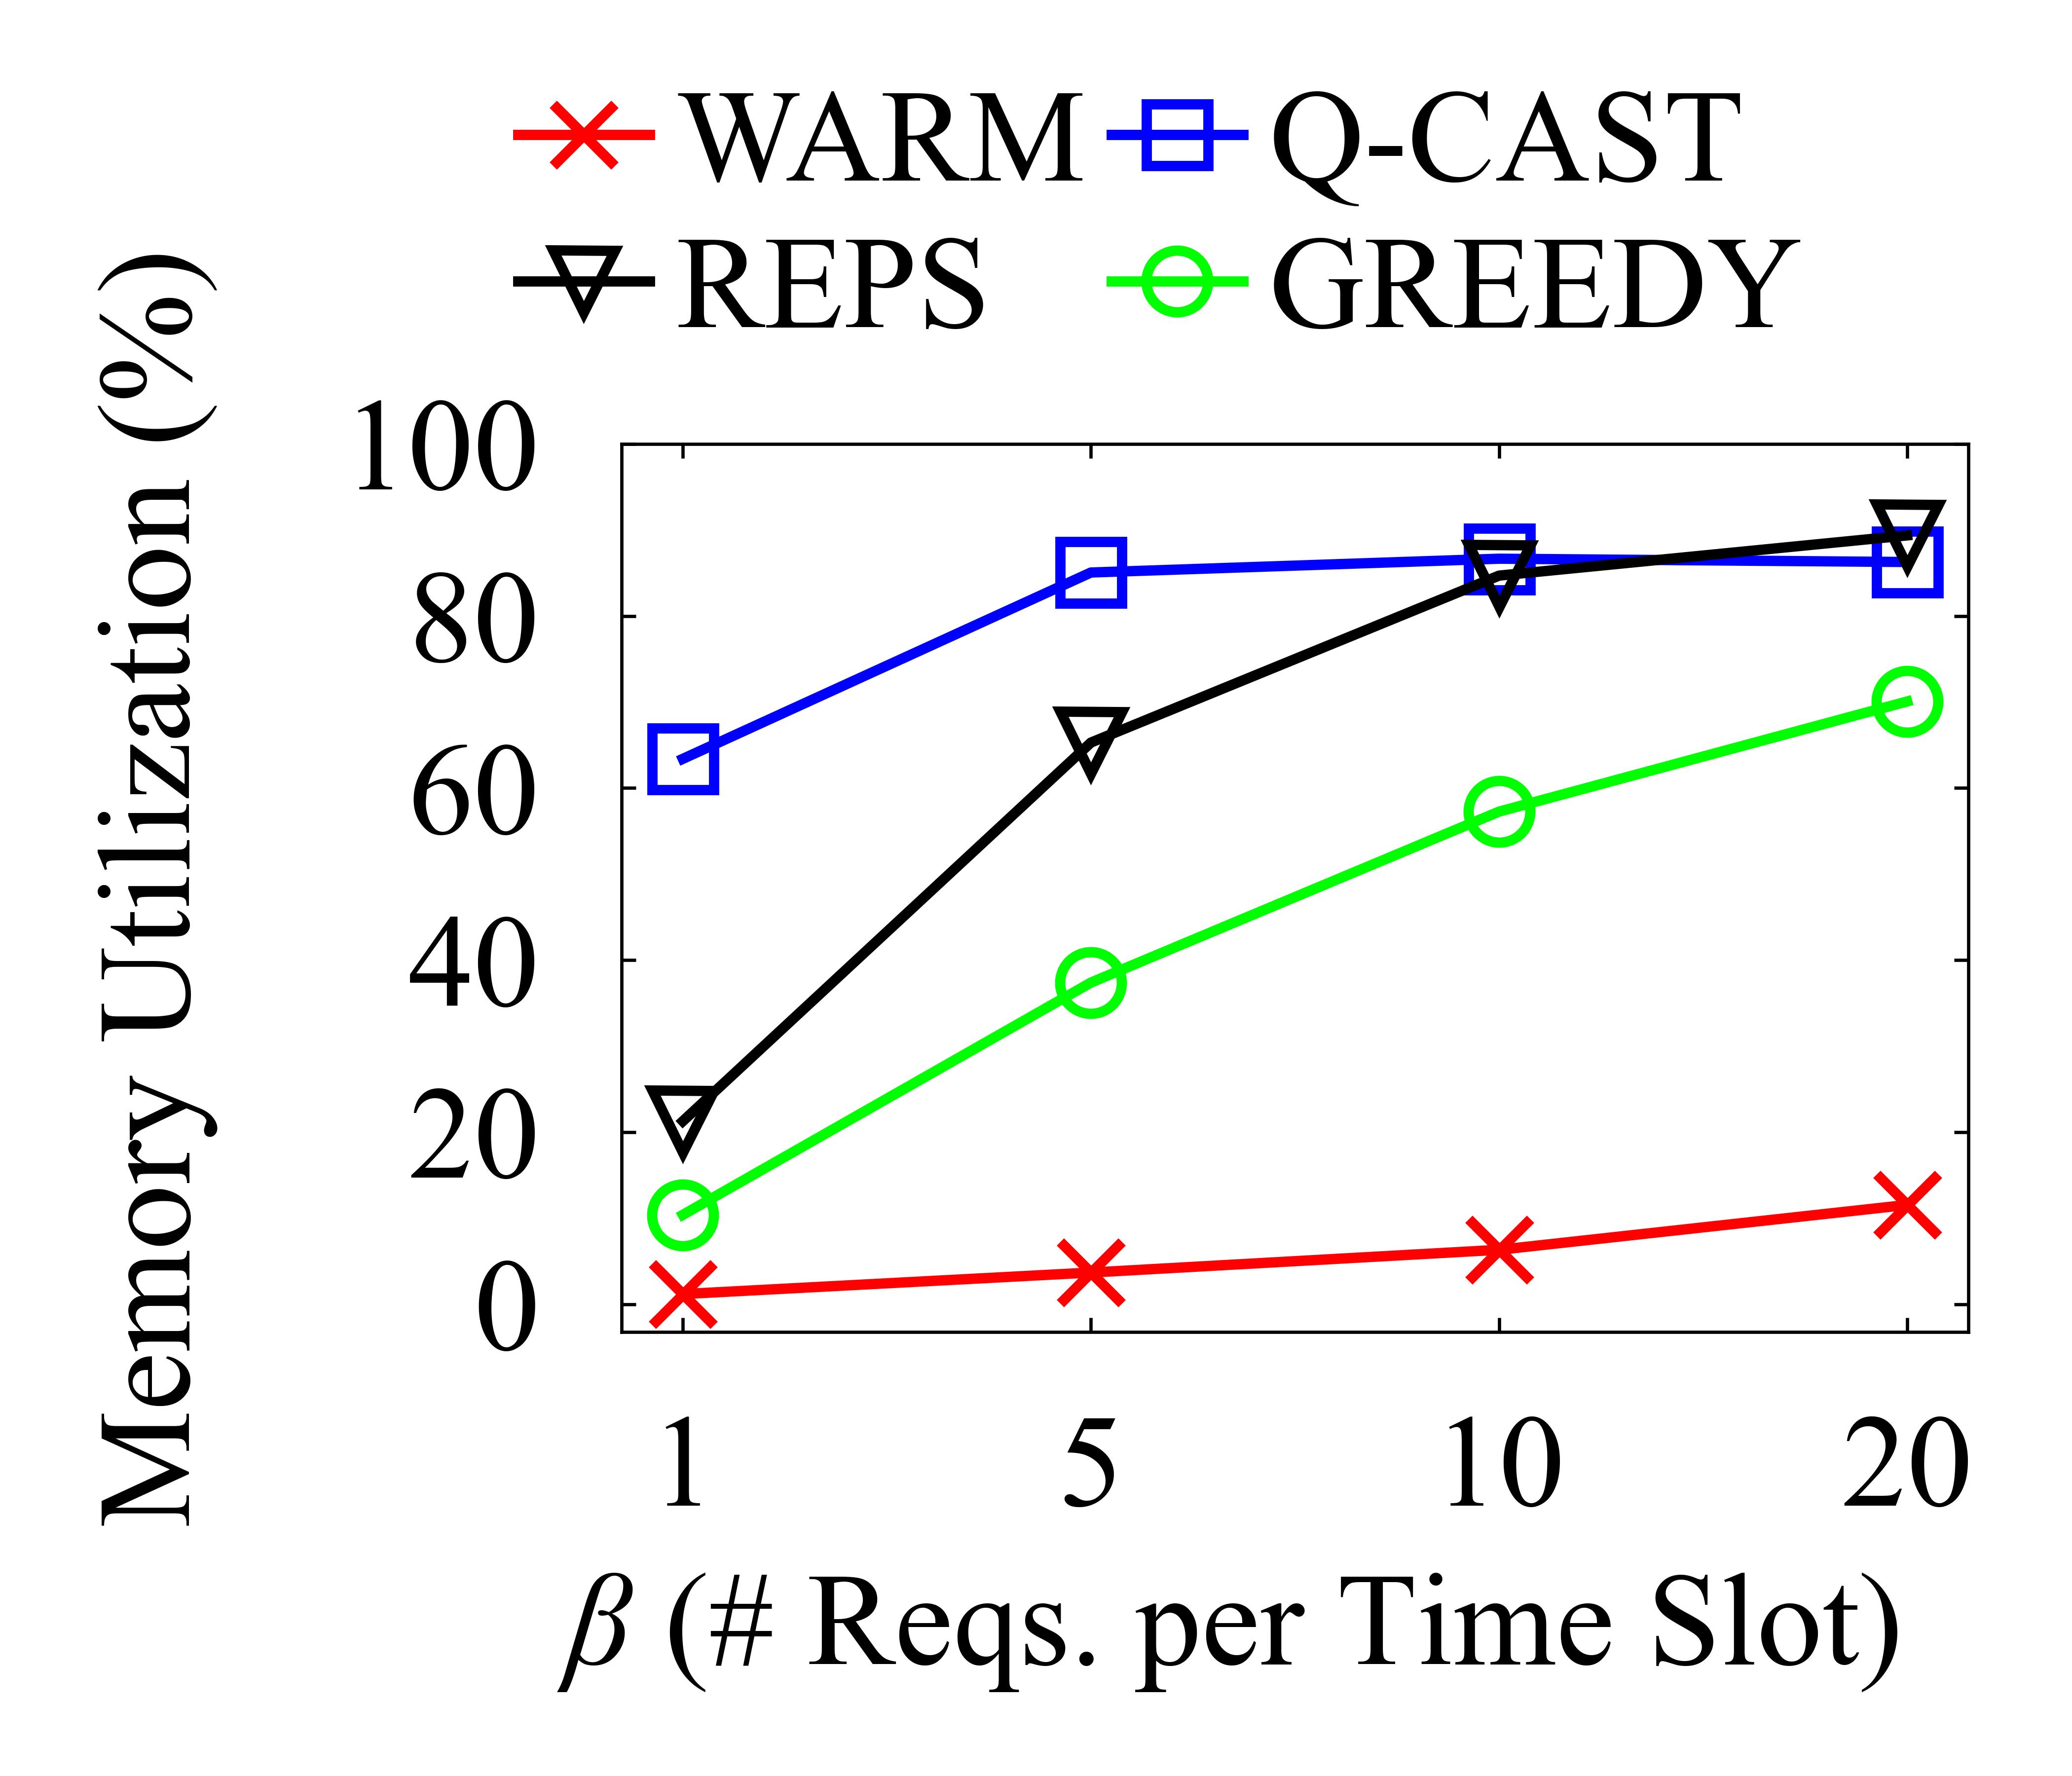 WARM Q-CAST
REPS GREEDY
Memory Utilization (%)
100
80
60
40
20
0
1 5 10 20
β (# Reqs. per Time Slot)